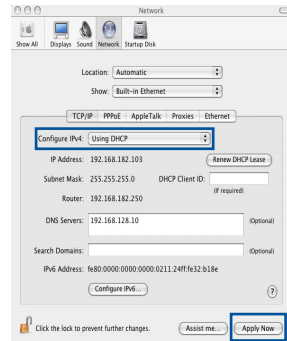 Network
Show All Displays Sound Network Startup Disk
Location: Automatic
Show: Built-in Ethernet
TCP/IP PPPoE AppleTalk Proxies Ethernet
Configure IPv4: Using DHCP
IP Address: 192.168.182.103 Renew DHCP Lease
Subnet Mask: 255.255.255.0 DHCP Client ID:
(If required)
Router: 192.168.182.250
DNS Servers: 192.168.128.10 (Optional)
Search Domains: (Optional)
IPv6 Address: fe80:0000:0000:0000:0211:24ff:fe32:b18e
Configure IPv6... ?
Click the lock to prevent further changes. Assist me... Apply Now